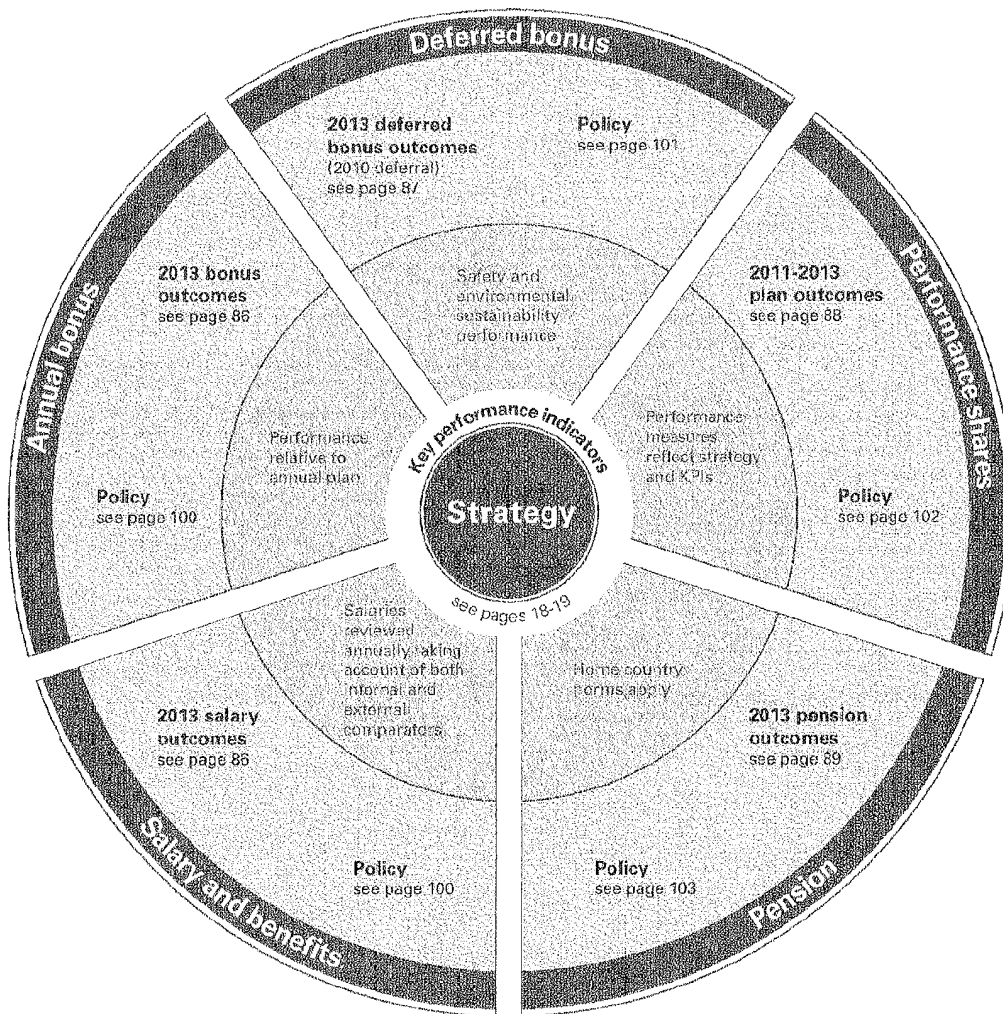 Deferred bonus
2013 deferred
bonus outcomes
(2010 deferral)
see page 87
Policy
see page 101
Safety and
environmental
sustainability
performance
Performance shares
2011-2013
plan outcomes
see page 88
Performance
measures
reflect strategy
and KPIs
Policy
see page 102
Annual bonus
2013 bonus
outcomes
see page 86
Performance
relative to
annual plan
Policy
see page 100
Key performance indicators
Strategy
see pages 18-19
Salaries
reviewed
annually taking
account of both
internal and
external
comparators
2013 salary
outcomes
see page 86
Policy
see page 100
Salary and benefits
Home country
norms apply
2013 pension
outcomes
see page 89
Policy
see page 103
Pension